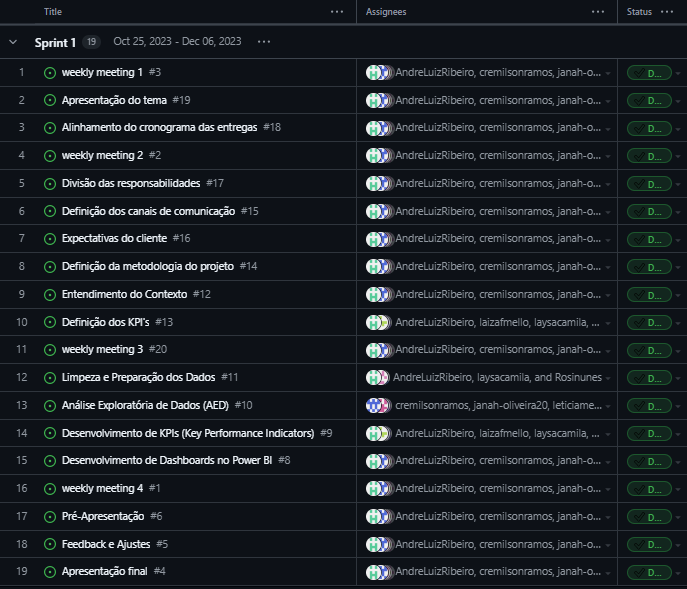 Title ... Assignees ... Status ...
Sprint 1 19 Oct 25, 2023 - Dec 06, 2023 ...
1 weekly meeting 1 #3 AndreLuizRibeiro, cremilsonramos, janah-o... D...
2 Apresentação do tema #19 AndreLuizRibeiro, cremilsonramos, janah-o... D...
3 Alinhamento do cronograma das entregas #18 AndreLuizRibeiro, cremilsonramos, janah-o... D...
4 weekly meeting 2 #2 AndreLuizRibeiro, cremilsonramos, janah-o... D...
5 Divisão das responsabilidades #17 AndreLuizRibeiro, cremilsonramos, janah-o... D...
6 Definição dos canais de comunicação #15 AndreLuizRibeiro, cremilsonramos, janah-o... D...
7 Expectativas do cliente #16 AndreLuizRibeiro, cremilsonramos, janah-o... D...
8 Definição da metodologia do projeto #14 AndreLuizRibeiro, cremilsonramos, janah-o... D...
9 Entendimento do Contexto #12 AndreLuizRibeiro, cremilsonramos, janah-o... D...
10 Definição dos KPI's #13 AndreLuizRibeiro, laizafmello, laysacamila, ... D...
11 weekly meeting 3 #20 AndreLuizRibeiro, cremilsonramos, janah-o... D...
12 Limpeza e Preparação dos Dados #11 AndreLuizRibeiro, laysacamila, and Rosinunes D...
13 Análise Exploratória de Dados (AED) #10 cremilsonramos, janah-oliveira20, leticiame... D...
14 Desenvolvimento de KPIs (Key Performance Indicators) #9 AndreLuizRibeiro, laizafmello, laysacamila, ... D...
15 Desenvolvimento de Dashboards no Power BI #8 AndreLuizRibeiro, cremilsonramos, janah-o... D...
16 weekly meeting 4 #1 AndreLuizRibeiro, cremilsonramos, janah-o... D...
17 Pré-Apresentação #6 AndreLuizRibeiro, cremilsonramos, janah-o... D...
18 Feedback e Ajustes #5 AndreLuizRibeiro, cremilsonramos, janah-o... D...
19 Apresentação final #4 AndreLuizRibeiro, cremilsonramos, janah-o... D...